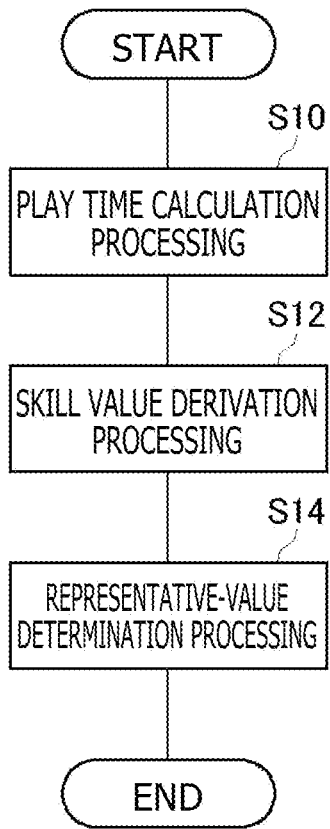 START
S10
PLAY TIME CALCULATION
PROCESSING
S12
SKILL VALUE DERIVATION
PROCESSING
S14
REPRESENTATIVE-VALUE
DETERMINATION PROCESSING
END